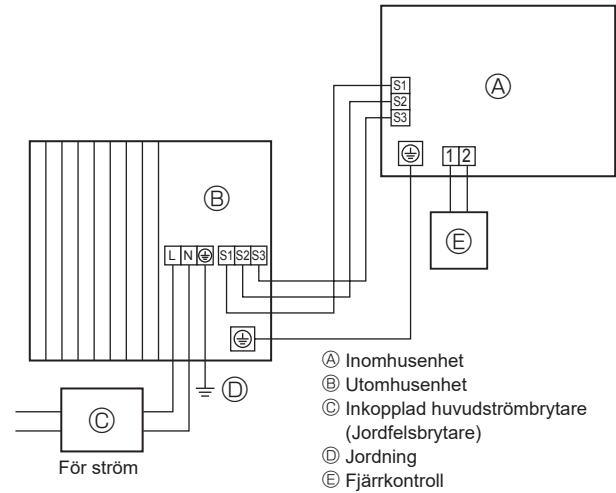 S1
S2
S3
Ⓐ
1 2
Ⓑ
Ⓔ
L N S1 S2 S3
Ⓓ
Ⓒ
För ström
Ⓐ Inomhusenhet
Ⓑ Utomhusenhet
Ⓒ Inkopplad huvudströmbrytare
(Jordfelsbrytare)
Ⓓ Jordning
Ⓔ Fjärrkontroll